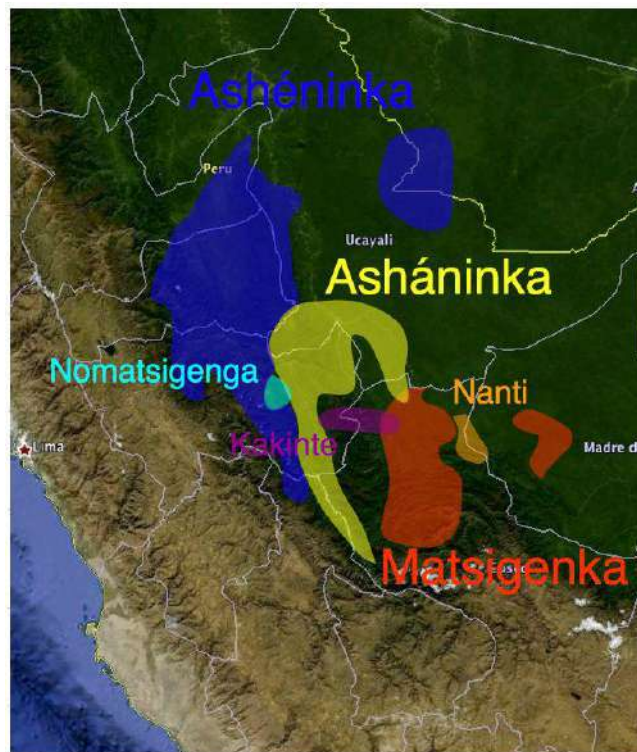 Ashéninka
Peru
Ucayali
Asháninka
Nomatsigenga
Nanti
Kakinte
Lima
Madre d
Matsigenka